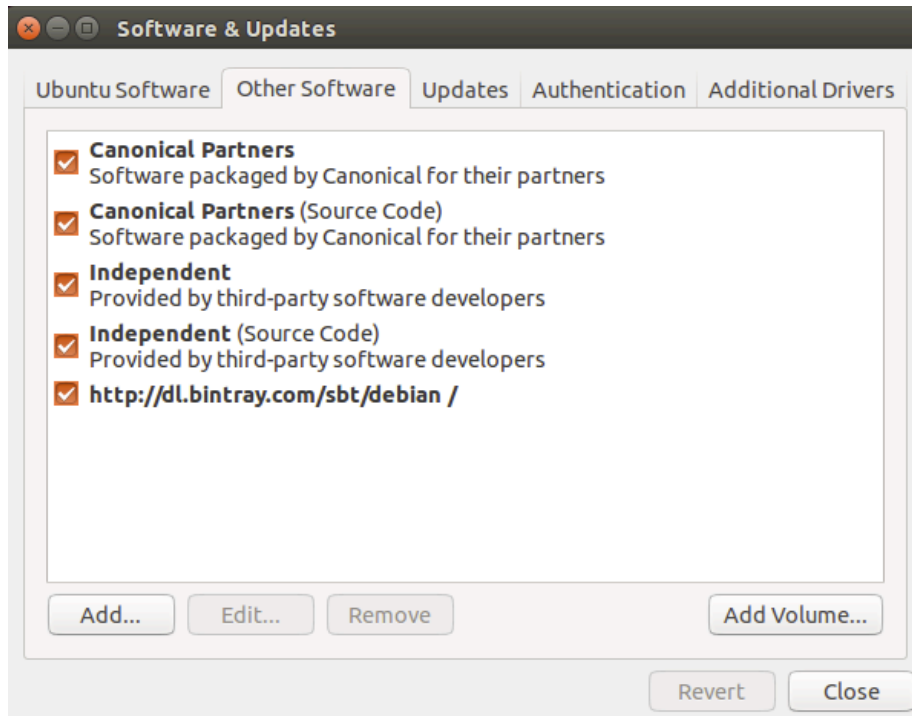 Software & Updates
Ubuntu Software Other Software Updates Authentication Additional Drivers
Canonical Partners
Software packaged by Canonical for their partners
Canonical Partners (Source Code)
Software packaged by Canonical for their partners
Independent
Provided by third-party software developers
Independent (Source Code)
Provided by third-party software developers
http://dl.bintray.com/sbt/debian /
Add... Edit... Remove Add Volume...
Revert Close